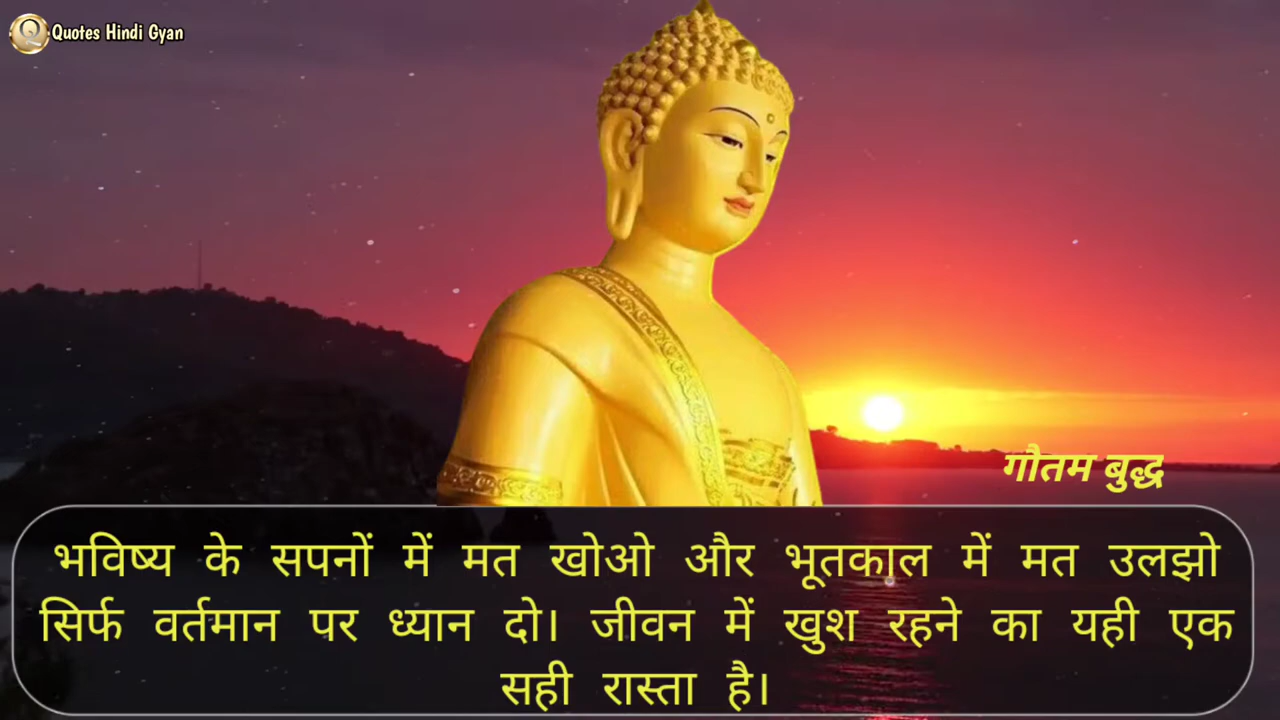 Quotes Hindi Gyan
गौतम बुद्ध
भविष्य के सपनों में मत खोओ और भूतकाल में मत उलझो
सिर्फ वर्तमान पर ध्यान दो। जीवन में खुश रहने का यही एक
सही रास्ता है।